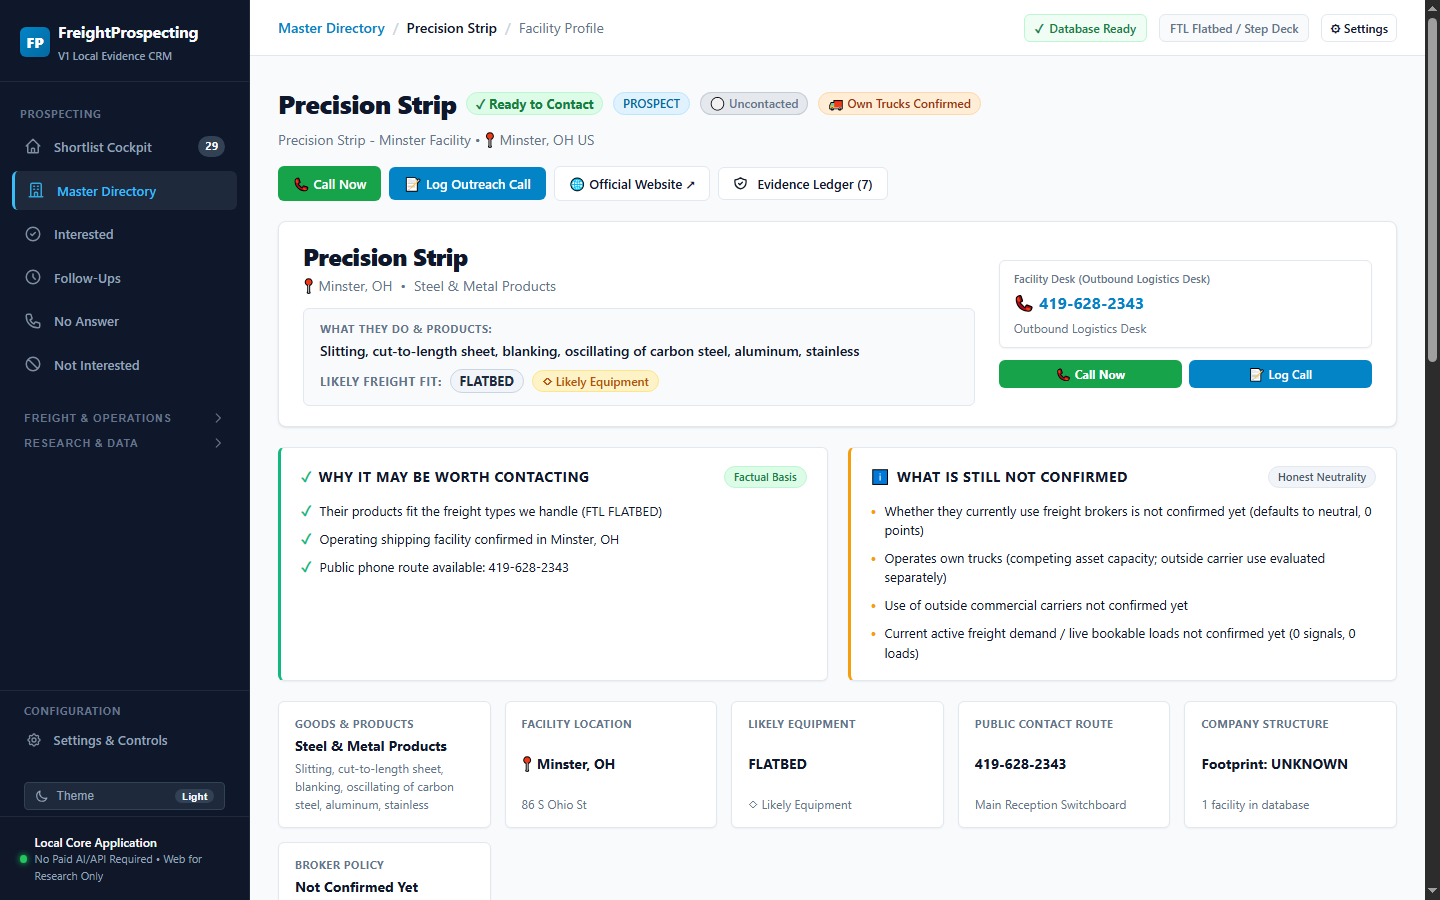 FP
FreightProspecting
V1 Local Evidence CRM
PROSPECTING
Shortlist Cockpit 29
Master Directory
Interested
Follow-Ups
No Answer
Not Interested
FREIGHT & OPERATIONS
RESEARCH & DATA
CONFIGURATION
Settings & Controls
Theme Light
Local Core Application
No Paid AI/API Required • Web for
Research Only
Master Directory / Precision Strip / Facility Profile
✓ Database Ready
FTL Flatbed / Step Deck
⚙ Settings
Precision Strip
✓ Ready to Contact
PROSPECT
Uncontacted
Own Trucks Confirmed
Precision Strip - Minster Facility • 📍 Minster, OH US
📞 Call Now
📝 Log Outreach Call
🌐 Official Website ↗
Evidence Ledger (7)
Precision Strip
📍 Minster, OH • Steel & Metal Products
WHAT THEY DO & PRODUCTS:
Slitting, cut-to-length sheet, blanking, oscillating of carbon steel, aluminum, stainless
LIKELY FREIGHT FIT: FLATBED ◇ Likely Equipment
Facility Desk (Outbound Logistics Desk)
📞 419-628-2343
Outbound Logistics Desk
📞 Call Now
📝 Log Call
✓ WHY IT MAY BE WORTH CONTACTING
Factual Basis
✓ Their products fit the freight types we handle (FTL FLATBED)
✓ Operating shipping facility confirmed in Minster, OH
✓ Public phone route available: 419-628-2343
ℹ WHAT IS STILL NOT CONFIRMED
Honest Neutrality
• Whether they currently use freight brokers is not confirmed yet (defaults to neutral, 0
points)
• Operates own trucks (competing asset capacity; outside carrier use evaluated
separately)
• Use of outside commercial carriers not confirmed yet
• Current active freight demand / live bookable loads not confirmed yet (0 signals, 0
loads)
GOODS & PRODUCTS
Steel & Metal Products
Slitting, cut-to-length sheet,
blanking, oscillating of carbon
steel, aluminum, stainless
FACILITY LOCATION
📍 Minster, OH
86 S Ohio St
LIKELY EQUIPMENT
FLATBED
◇ Likely Equipment
PUBLIC CONTACT ROUTE
419-628-2343
Main Reception Switchboard
COMPANY STRUCTURE
Footprint: UNKNOWN
1 facility in database
BROKER POLICY
Not Confirmed Yet